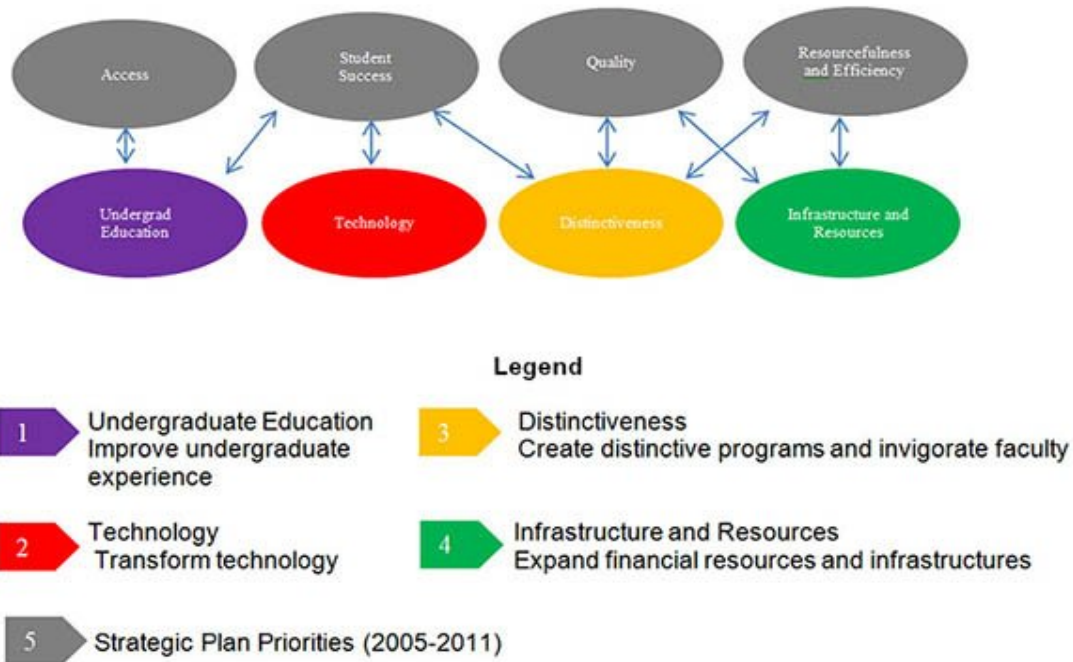 Access
Student
Success
Quality
Resourcefulness
and Efficiency
Undergrad
Education
Technology
Distinctiveness
Infrastructure and
Resources
Legend
1
Undergraduate Education
Improve undergraduate
experience
3
Distinctiveness
Create distinctive programs and invigorate faculty
2
Technology
Transform technology
4
Infrastructure and Resources
Expand financial resources and infrastructures
5
Strategic Plan Priorities (2005-2011)